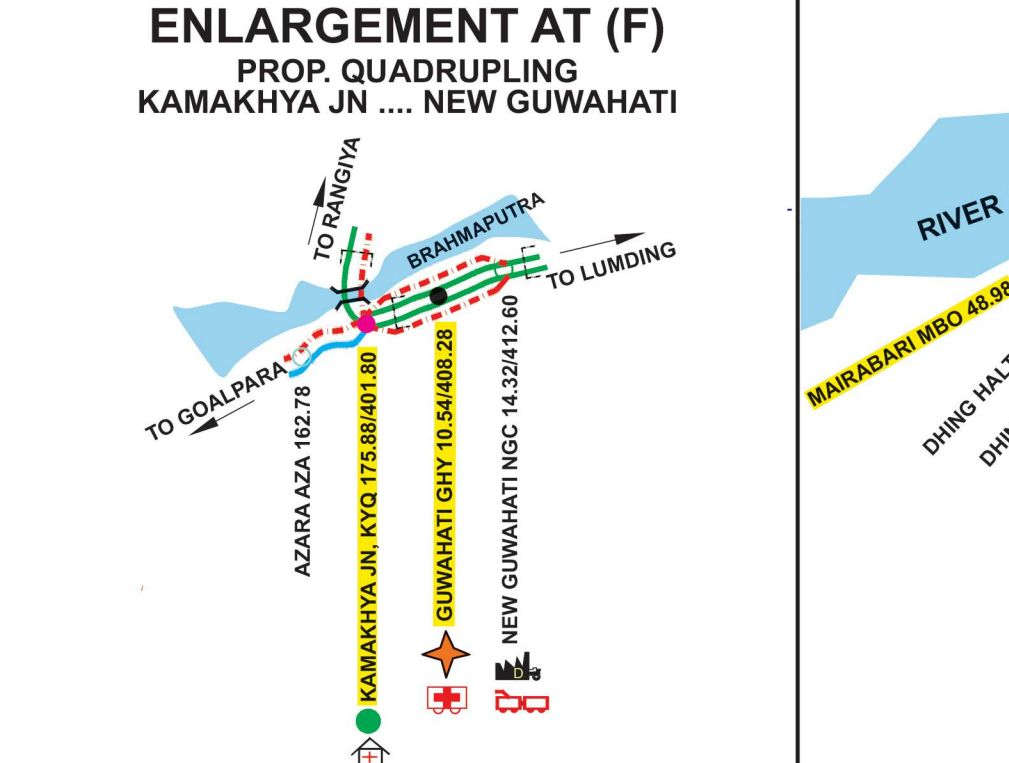 ENLARGEMENT AT (F)
PROP. QUADRUPLING
KAMAKHYA JN .... NEW GUWAHATI
TO RANGIYA
BRAHMAPUTRA
TO LUMDING
TO GOALPARA
AZARA AZA 162.78
KAMAKHYA JN, KYQ 175.88/401.80
GUWAHATI GHY 10.54/408.28
NEW GUWAHATI NGC 14.32/412.60
D
RIVER
MAIRABARI MBO 48.98
DHING HALT